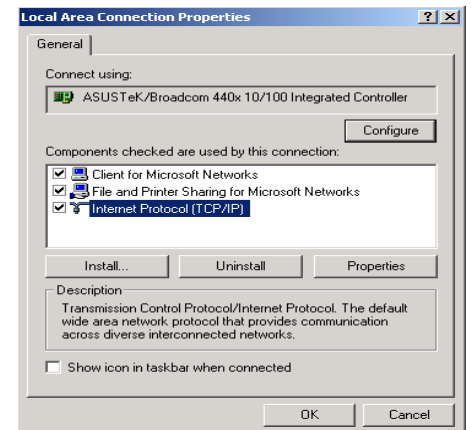 Local Area Connection Properties
General
Connect using:
ASUSTeK/Broadcom 440x 10/100 Integrated Controller
Configure
Components checked are used by this connection:
Client for Microsoft Networks
File and Printer Sharing for Microsoft Networks
Internet Protocol (TCP/IP)
Install... Uninstall Properties
Description
Transmission Control Protocol/Internet Protocol. The default
wide area network protocol that provides communication
across diverse interconnected networks.
Show icon in taskbar when connected
OK Cancel